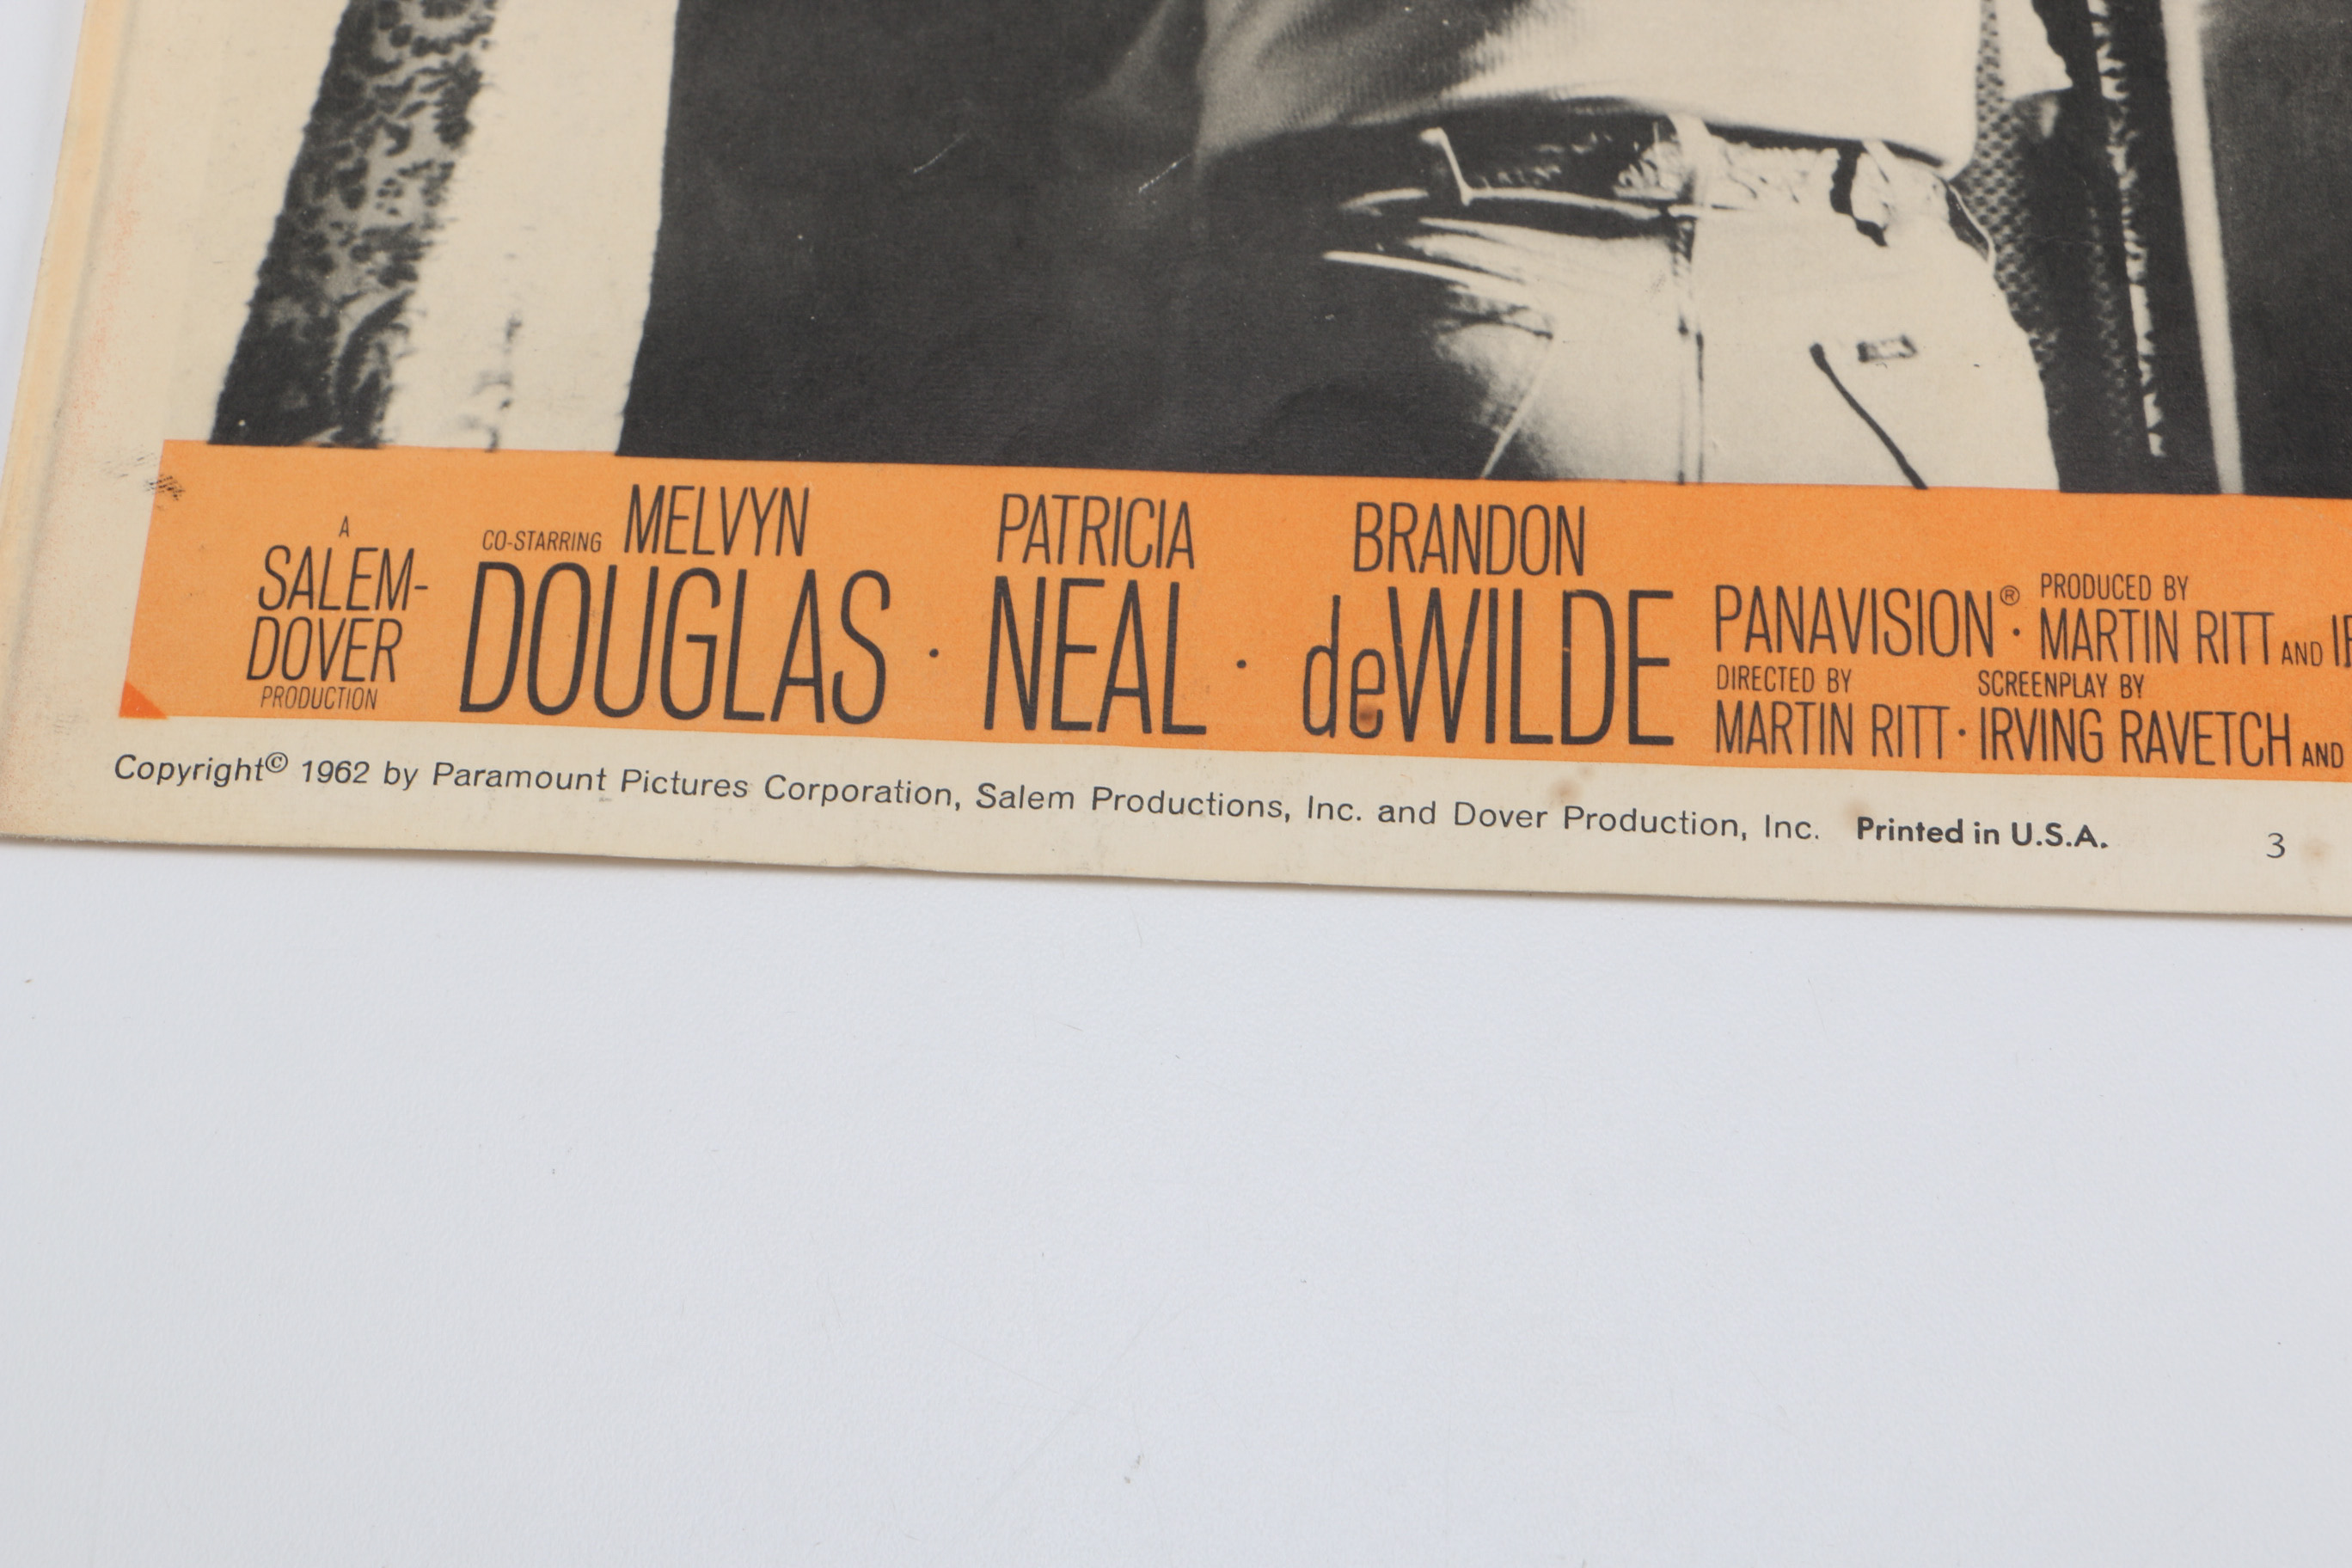 A
SALEM-
DOVER
PRODUCTION
CO-STARRING MELVYN
DOUGLAS ·
PATRICIA
NEAL ·
BRANDON
deWILDE
PANAVISION® · PRODUCED BY
MARTIN RITT AND
DIRECTED BY
MARTIN RITT ·
SCREENPLAY BY
IRVING RAVETCH AND
Copyright© 1962 by Paramount Pictures Corporation, Salem Productions, Inc. and Dover Production, Inc. Printed in U.S.A. 3